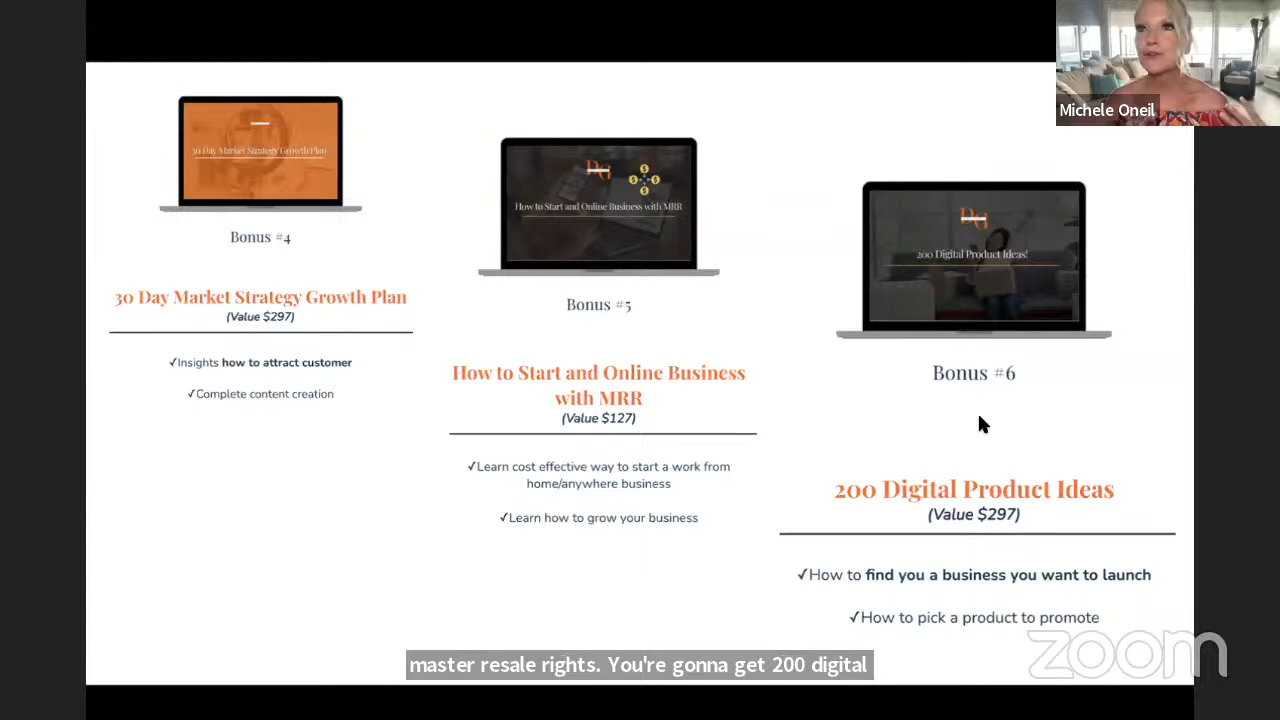 Michele Oneil
30 Day Market Strategy Growth Plan
Bonus #4
30 Day Market Strategy Growth Plan
(Value $297)
✓Insights how to attract customer
✓Complete content creation
DG
How to Start and Online Business with MRR
Bonus #5
How to Start and Online Business
with MRR
(Value $127)
✓Learn cost effective way to start a work from
home/anywhere business
✓Learn how to grow your business
DG
200 Digital Product Ideas!
Bonus #6
200 Digital Product Ideas
(Value $297)
✓How to find you a business you want to launch
✓How to pick a product to promote
master resale rights. You're gonna get 200 digital
zoom